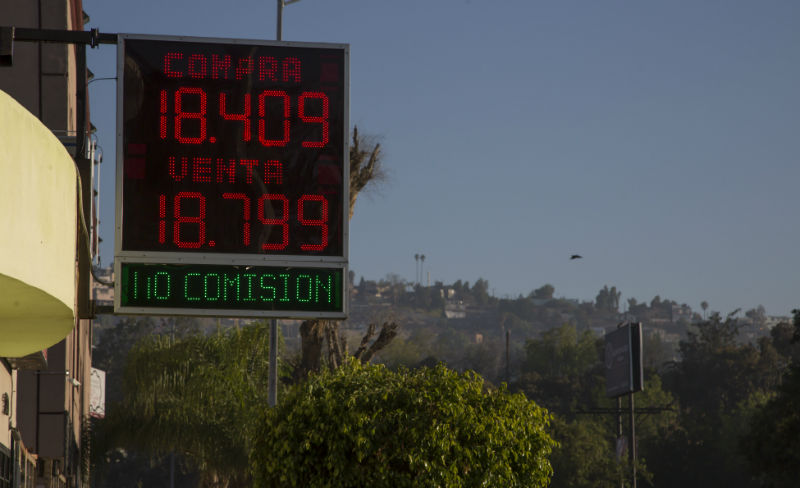 COMPRA
18.409
VENTA
18.799
NO COMISION